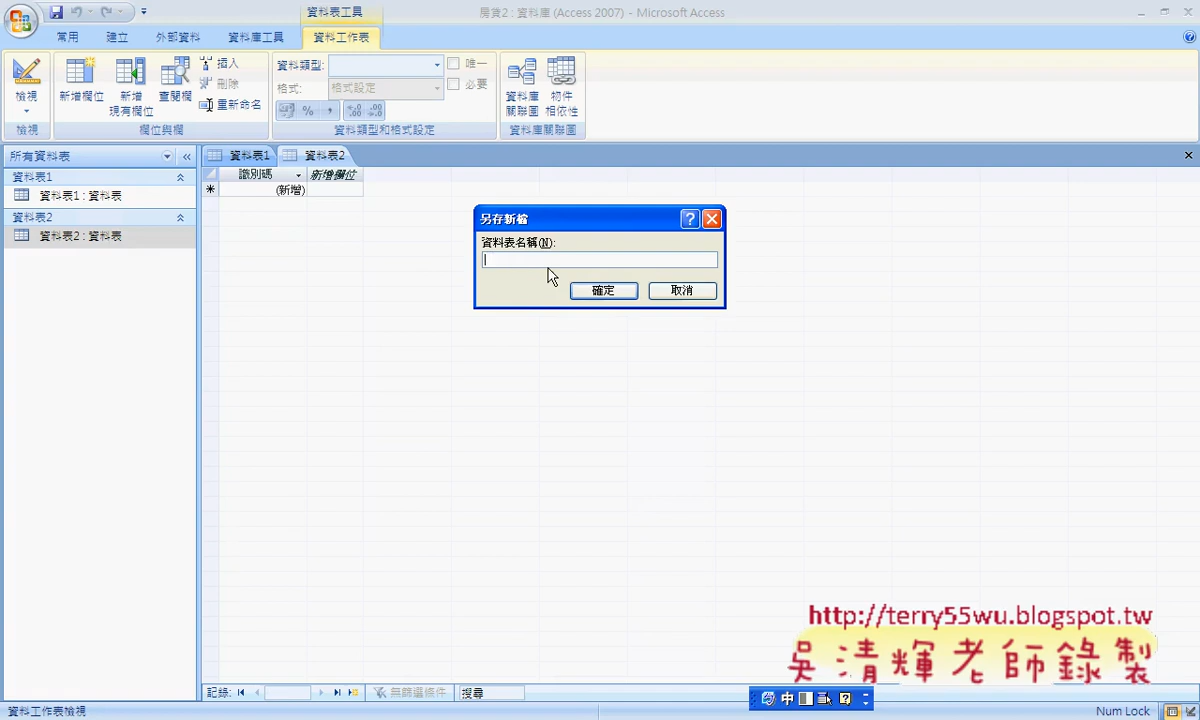 資料表工具
房貸2 : 資料庫 (Access 2007) - Microsoft Access
常用
建立
外部資料
資料庫工具
資料工作表
檢視
新增欄位
新增
現有欄位
查閱欄
插入
刪除
重新命名
資料類型:
格式: 格式設定
唯一
必要
資料庫
關聯圖
物件
相依性
檢視
欄位與欄
資料類型和格式設定
資料庫關聯圖
所有資料表
資料表1
資料表1 : 資料表
資料表2
資料表2 : 資料表
資料表1
資料表2
識別碼
新增欄位
(新增)
另存新檔
資料表名稱(N):
確定
取消
http://terry55wu.blogspot.tw
吳清輝老師錄製
記錄:
無篩選條件
搜尋
中
資料工作表檢視
Num Lock